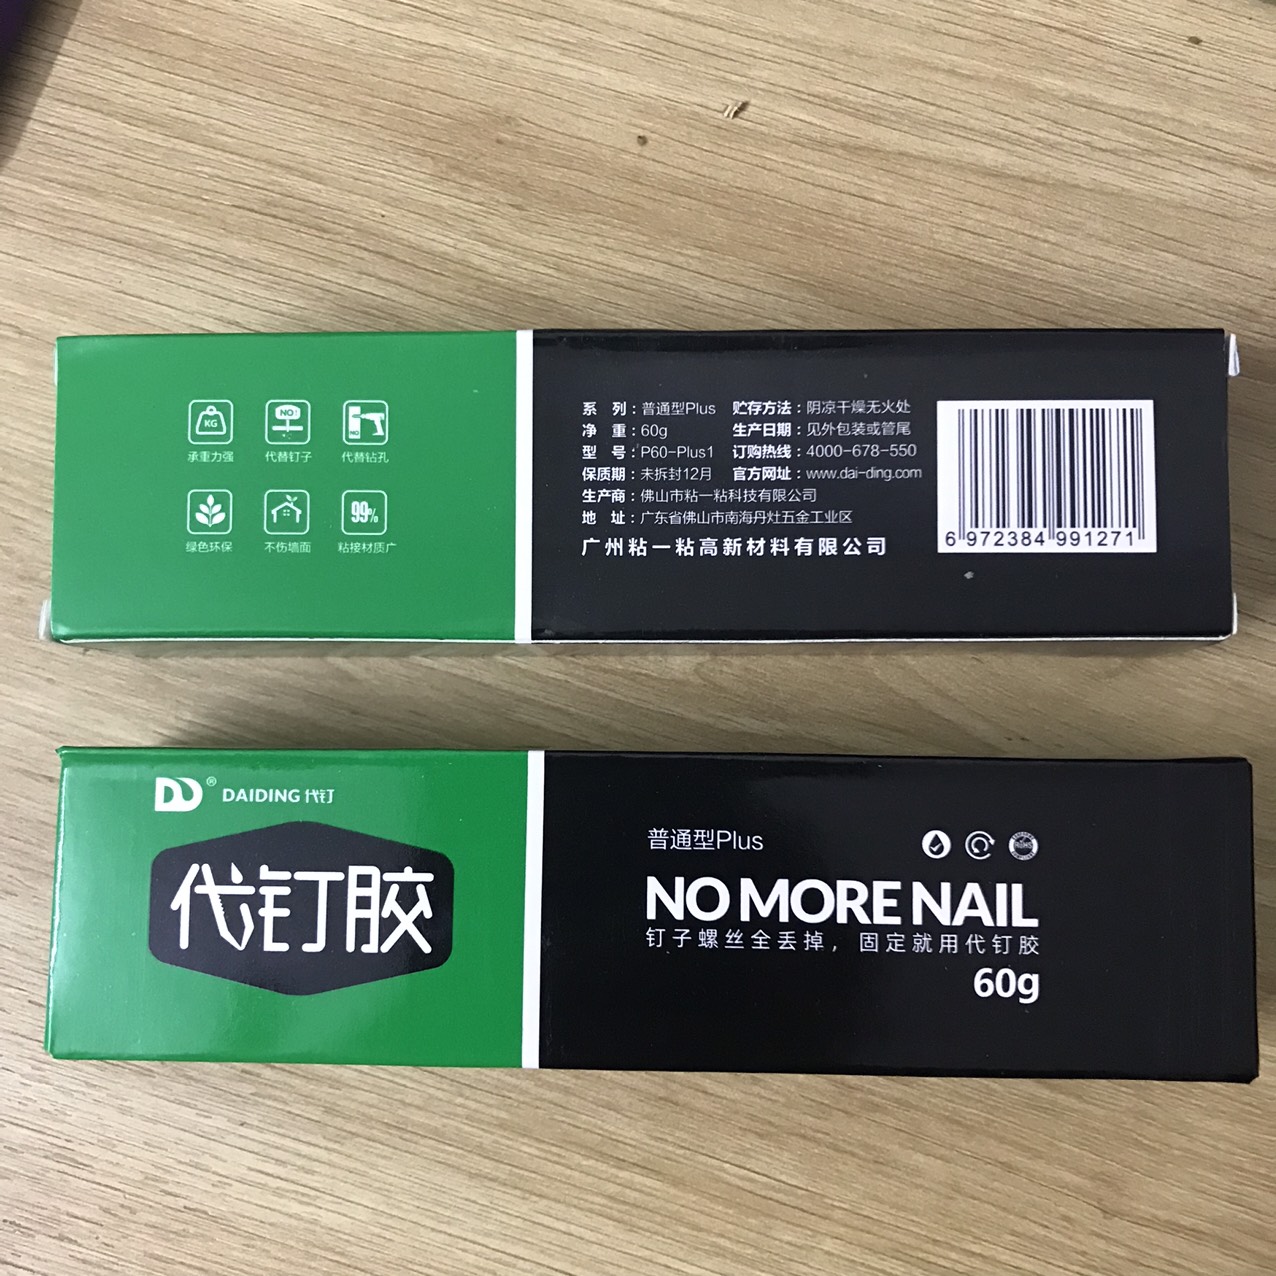 KG
NO!
NO
承重力强 代替钉子 代替钻孔
99%
绿色环保 不伤墙面 粘接材质广
系 列：普通型Plus 贮存方法：阴凉干燥无火处
净 重：60g 生产日期：见外包装或管尾
型 号：P60-Plus1 订购热线：4000-678-550
保质期：未拆封12月 官方网址：www.dai-ding.com
生产商：佛山市粘一粘科技有限公司
地 址：广东省佛山市南海丹灶五金工业区
广州粘一粘高新材料有限公司
6 972384 991271
® DAIDING 代钉
代钉胶
普通型Plus
RoHS
NO MORE NAIL
钉子螺丝全丢掉，固定就用代钉胶
60g